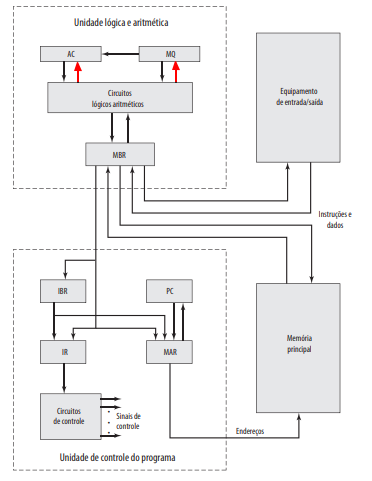 Unidade lógica e aritmética
AC
MQ
Circuitos
lógicos aritméticos
MBR
Equipamento
de entrada/saída
Instruções e
dados
IBR
PC
IR
MAR
Memória
principal
Circuitos
de controle
Sinais de
controle
Endereços
Unidade de controle do programa